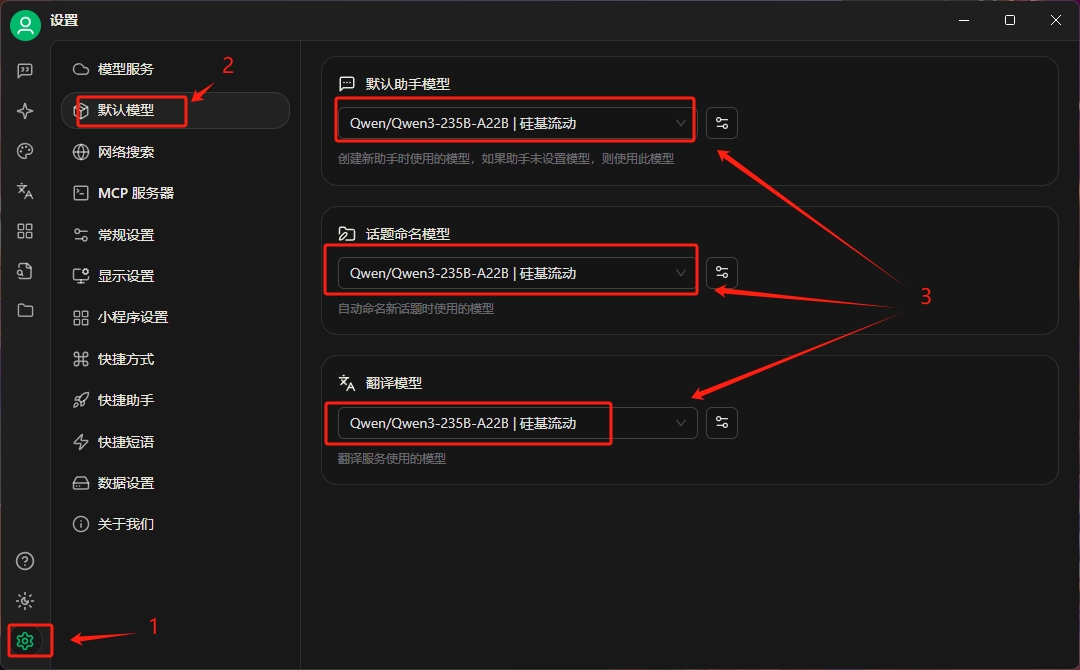 设置
模型服务
2
默认模型
网络搜索
MCP 服务器
常规设置
显示设置
小程序设置
快捷方式
快捷助手
快捷短语
数据设置
关于我们
1
默认助手模型
Qwen/Qwen3-235B-A22B | 硅基流动
创建新助手时使用的模型，如果助手未设置模型，则使用此模型
话题命名模型
Qwen/Qwen3-235B-A22B | 硅基流动
3
自动命名新话题时使用的模型
翻译模型
Qwen/Qwen3-235B-A22B | 硅基流动
翻译服务使用的模型